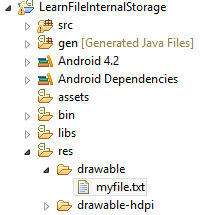 LearnFileInternalStorage
src
gen [Generated Java Files]
Android 4.2
Android Dependencies
assets
bin
libs
res
drawable
myfile.txt
drawable-hdpi